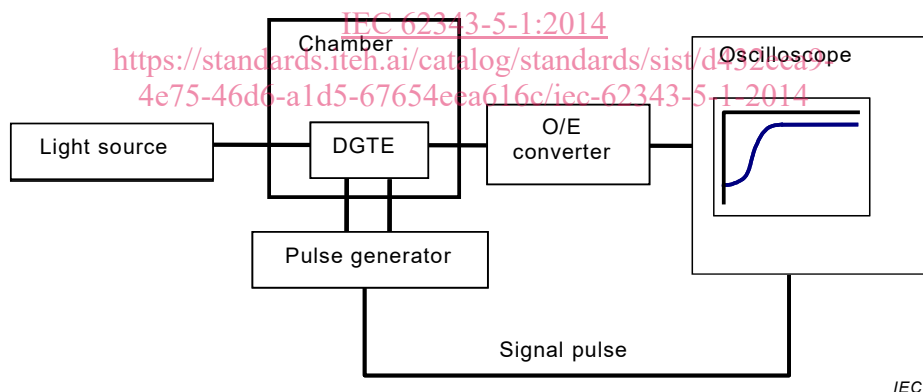 IEC 62343-5-1:2014
Chamber
Oscilloscope
https://standards.iteh.ai/catalog/standards/sist/d432cca9-
4e75-46d6-a1d5-67654eea616c/iec-62343-5-1-2014
Light source
DGTE
O/E
converter
Pulse generator
Signal pulse
IEC